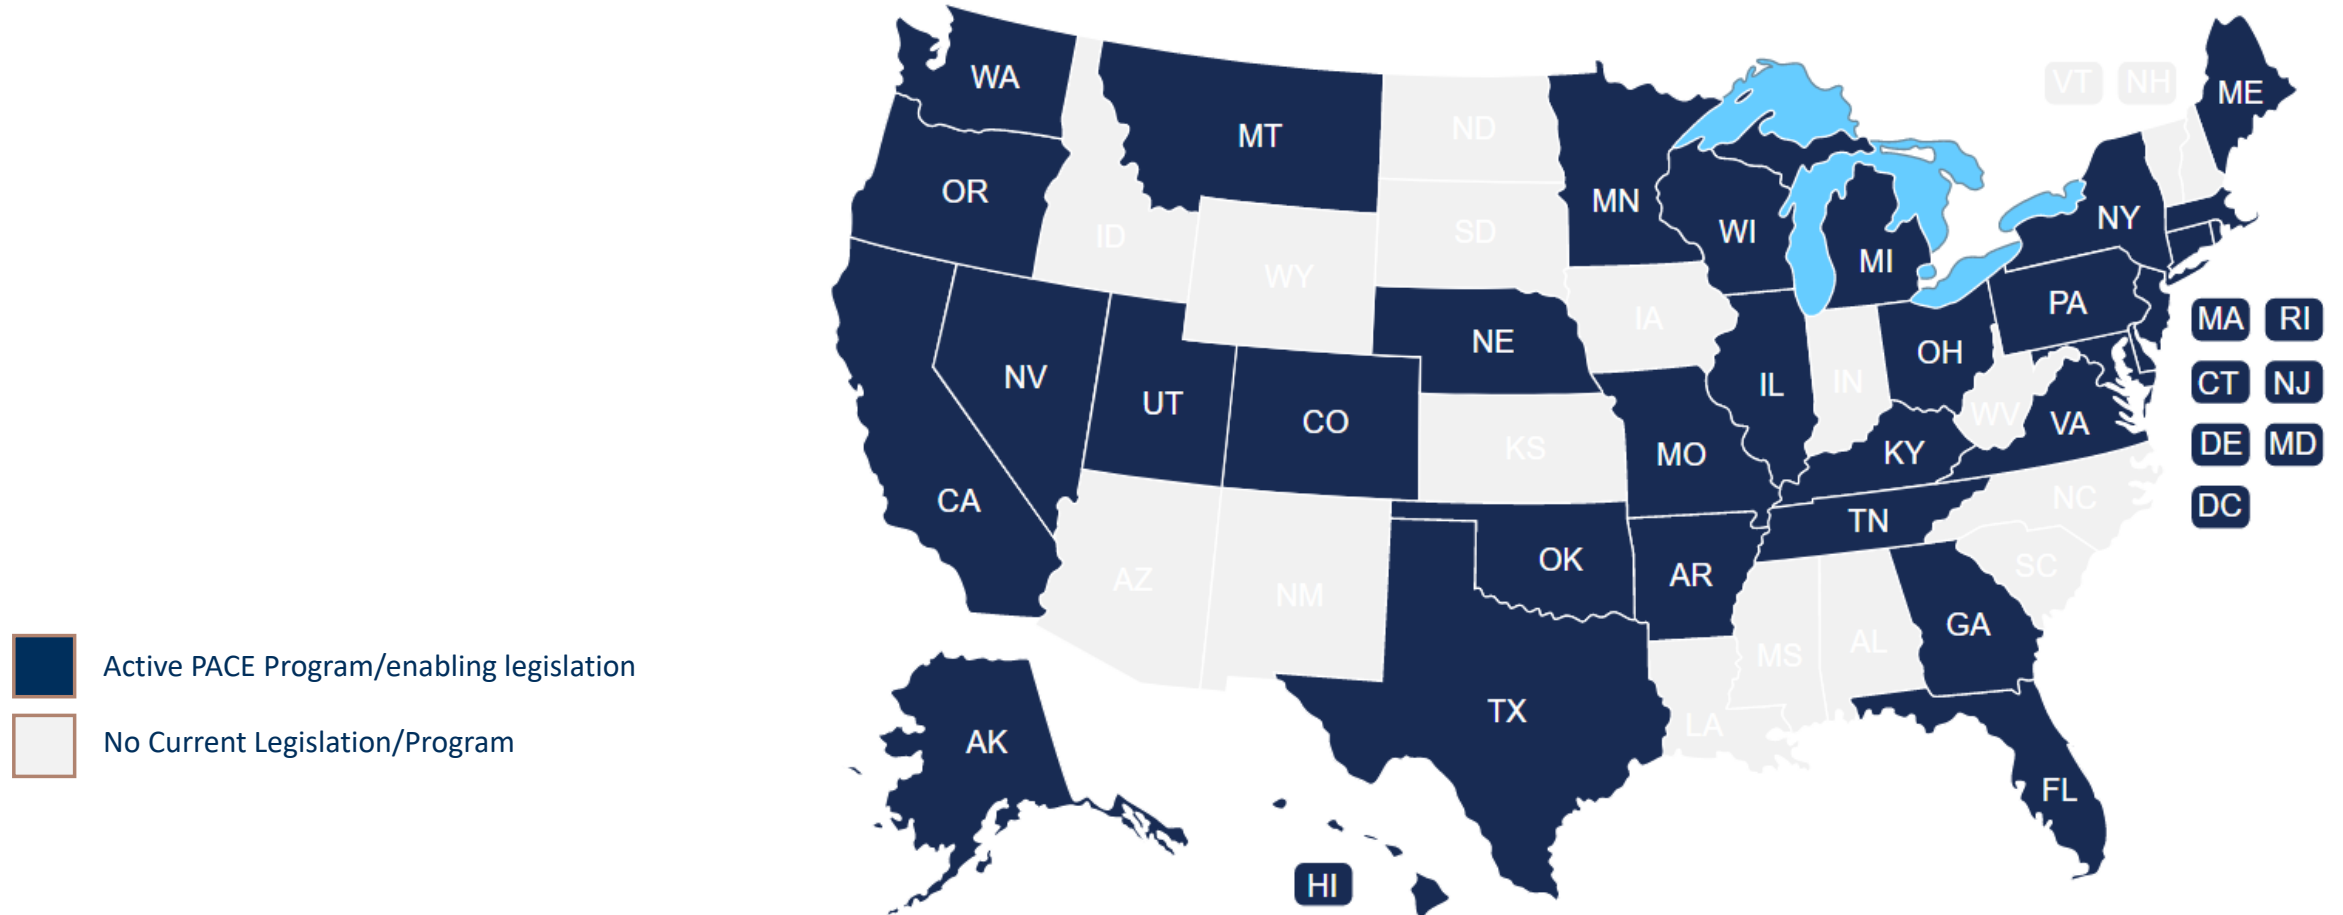 WA
MT
ND
MN
VT
NH
ME
OR
ID
SD
WI
MI
NY
WY
IA
PA
NE
MA
RI
NV
UT
CO
IL
IN
OH
CT
NJ
KS
MO
KY
WV
VA
DE
MD
CA
NC
DC
AZ
NM
OK
AR
TN
SC
TX
LA
MS
AL
GA
Active PACE Program/enabling legislation
No Current Legislation/Program
AK
FL
HI